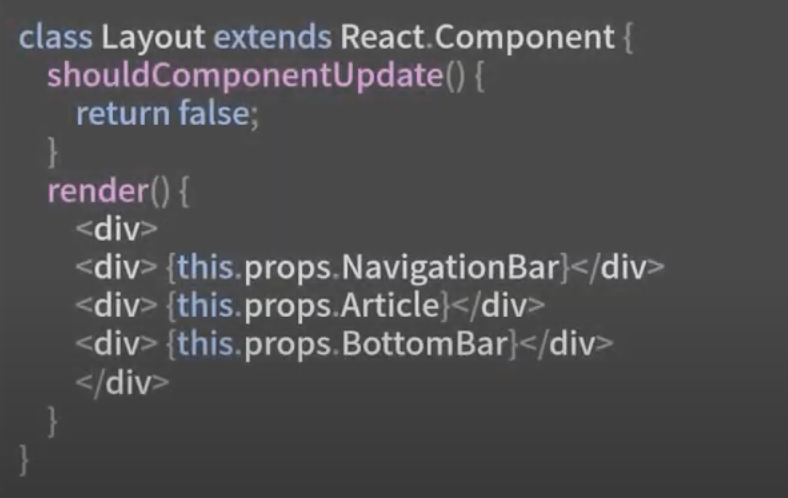 class Layout extends React.Component {
shouldComponentUpdate() {
return false;
}
render() {
<div>
<div> {this.props.NavigationBar}</div>
<div> {this.props.Article}</div>
<div> {this.props.BottomBar}</div>
</div>
}
}